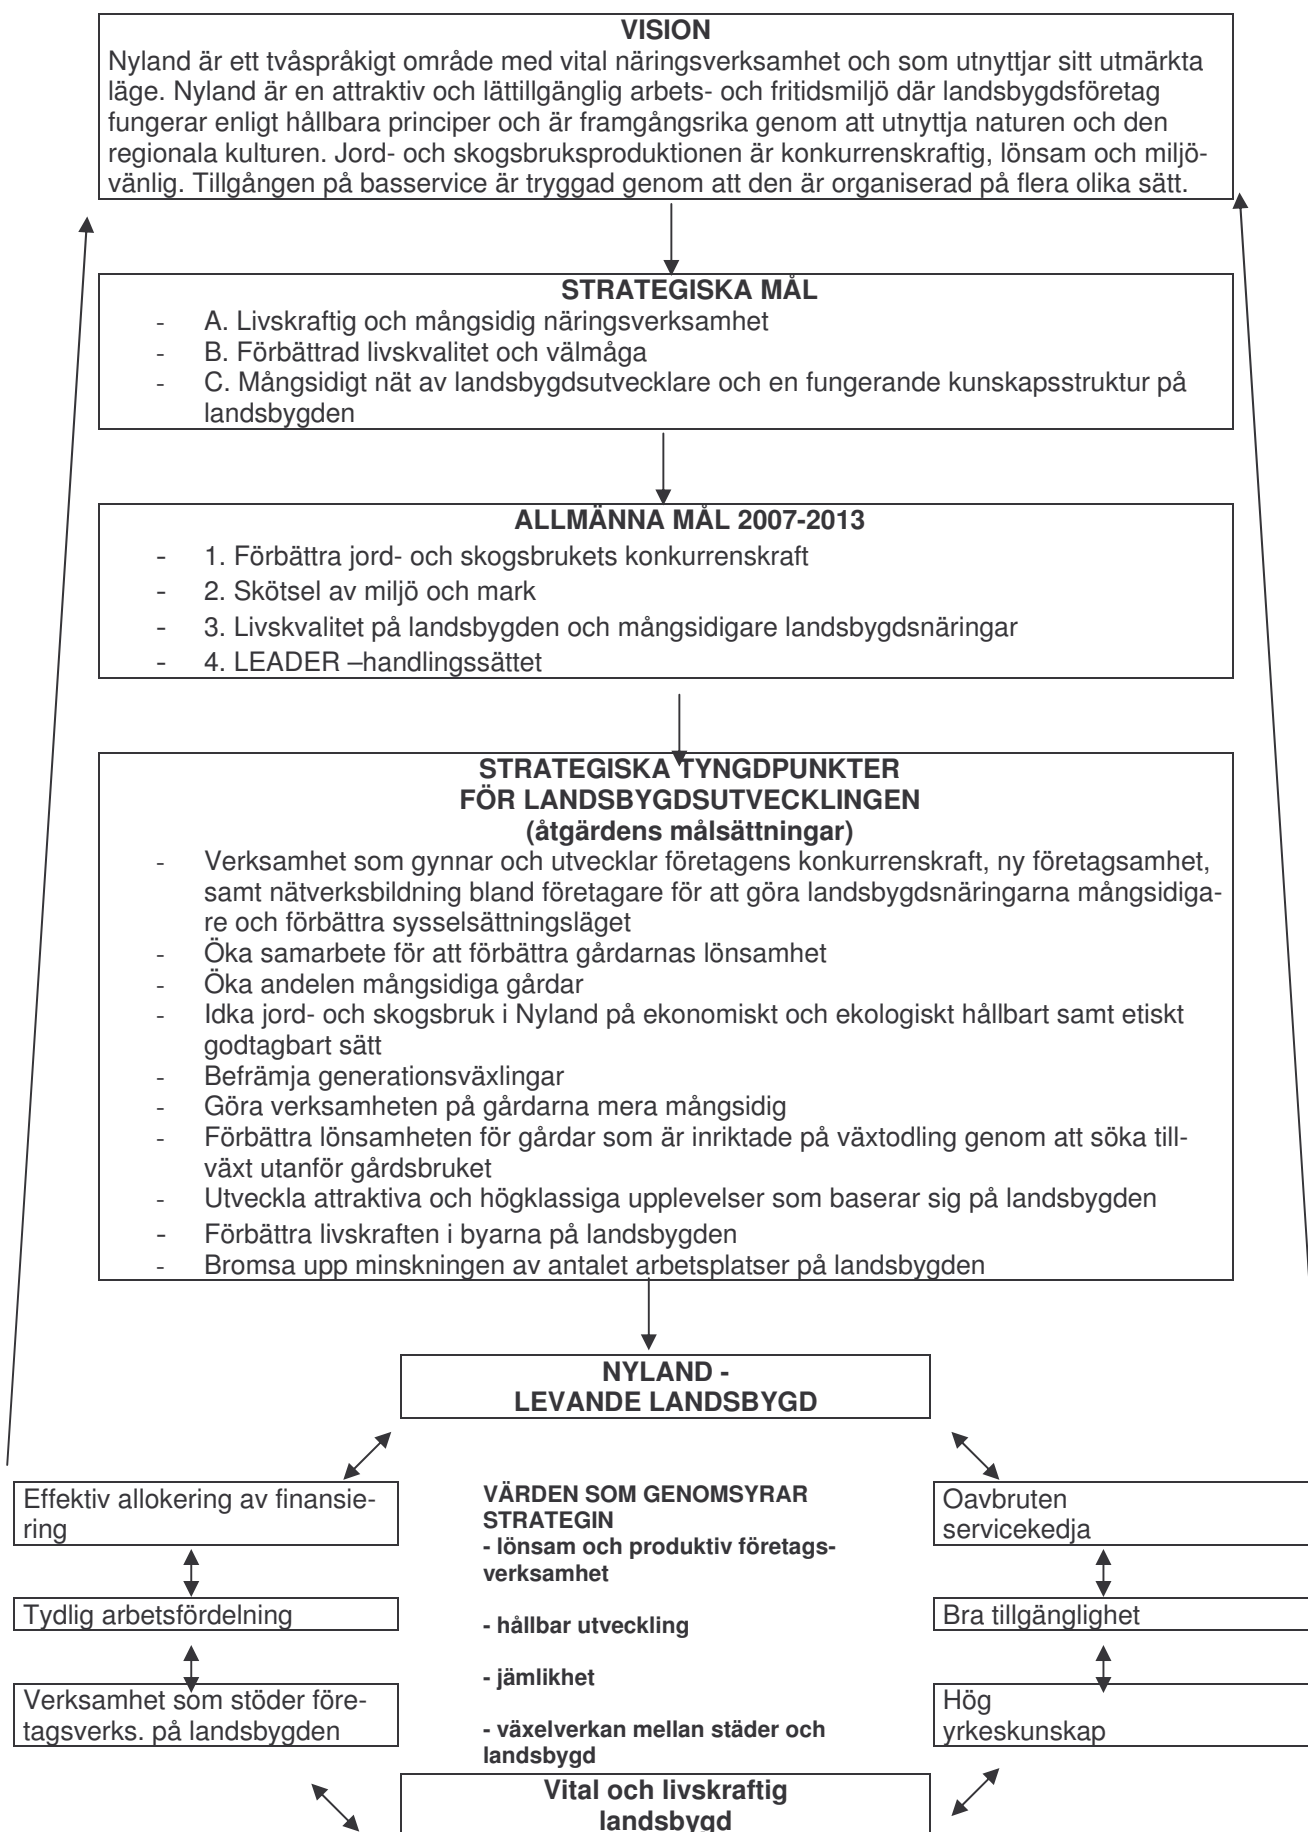 VISION
Nyland är ett tvåspråkigt område med vital näringsverksamhet och som utnyttjar sitt utmärkta
läge. Nyland är en attraktiv och lättillgänglig arbets- och fritidsmiljö där landsbygdsföretag
fungerar enligt hållbara principer och är framgångsrika genom att utnyttja naturen och den
regionala kulturen. Jord- och skogsbruksproduktionen är konkurrenskraftig, lönsam och miljö-
vänlig. Tillgången på basservice är tryggad genom att den är organiserad på flera olika sätt.
STRATEGISKA MÅL
- A. Livskraftig och mångsidig näringsverksamhet
- B. Förbättrad livskvalitet och välmåga
- C. Mångsidigt nät av landsbygdsutvecklare och en fungerande kunskapsstruktur på
landsbygden
ALLMÄNNA MÅL 2007-2013
- 1. Förbättra jord- och skogsbrukets konkurrenskraft
- 2. Skötsel av miljö och mark
- 3. Livskvalitet på landsbygden och mångsidigare landsbygdsnäringar
- 4. LEADER –handlingssättet
STRATEGISKA TYNGDPUNKTER
FÖR LANDSBYGDSUTVECKLINGEN
(åtgärdens målsättningar)
- Verksamhet som gynnar och utvecklar företagens konkurrenskraft, ny företagsamhet,
samt nätverksbildning bland företagare för att göra landsbygdsnäringarna mångsidiga-
re och förbättra sysselsättningsläget
- Öka samarbete för att förbättra gårdarnas lönsamhet
- Öka andelen mångsidiga gårdar
- Idka jord- och skogsbruk i Nyland på ekonomiskt och ekologiskt hållbart samt etiskt
godtagbart sätt
- Befrämja generationsväxlingar
- Göra verksamheten på gårdarna mera mångsidig
- Förbättra lönsamheten för gårdar som är inriktade på växtodling genom att söka till-
växt utanför gårdsbruket
- Utveckla attraktiva och högklassiga upplevelser som baserar sig på landsbygden
- Förbättra livskraften i byarna på landsbygden
- Bromsa upp minskningen av antalet arbetsplatser på landsbygden
NYLAND -
LEVANDE LANDSBYGD
Effektiv allokering av finansie-
ring
Tydlig arbetsfördelning
Verksamhet som stöder före-
tagsverks. på landsbygden
VÄRDEN SOM GENOMSYRAR
STRATEGIN
- lönsam och produktiv företags-
verksamhet
- hållbar utveckling
- jämlikhet
- växelverkan mellan städer och
landsbygd
Oavbruten
servicekedja
Bra tillgänglighet
Hög
yrkeskunskap
Vital och livskraftig
landsbygd